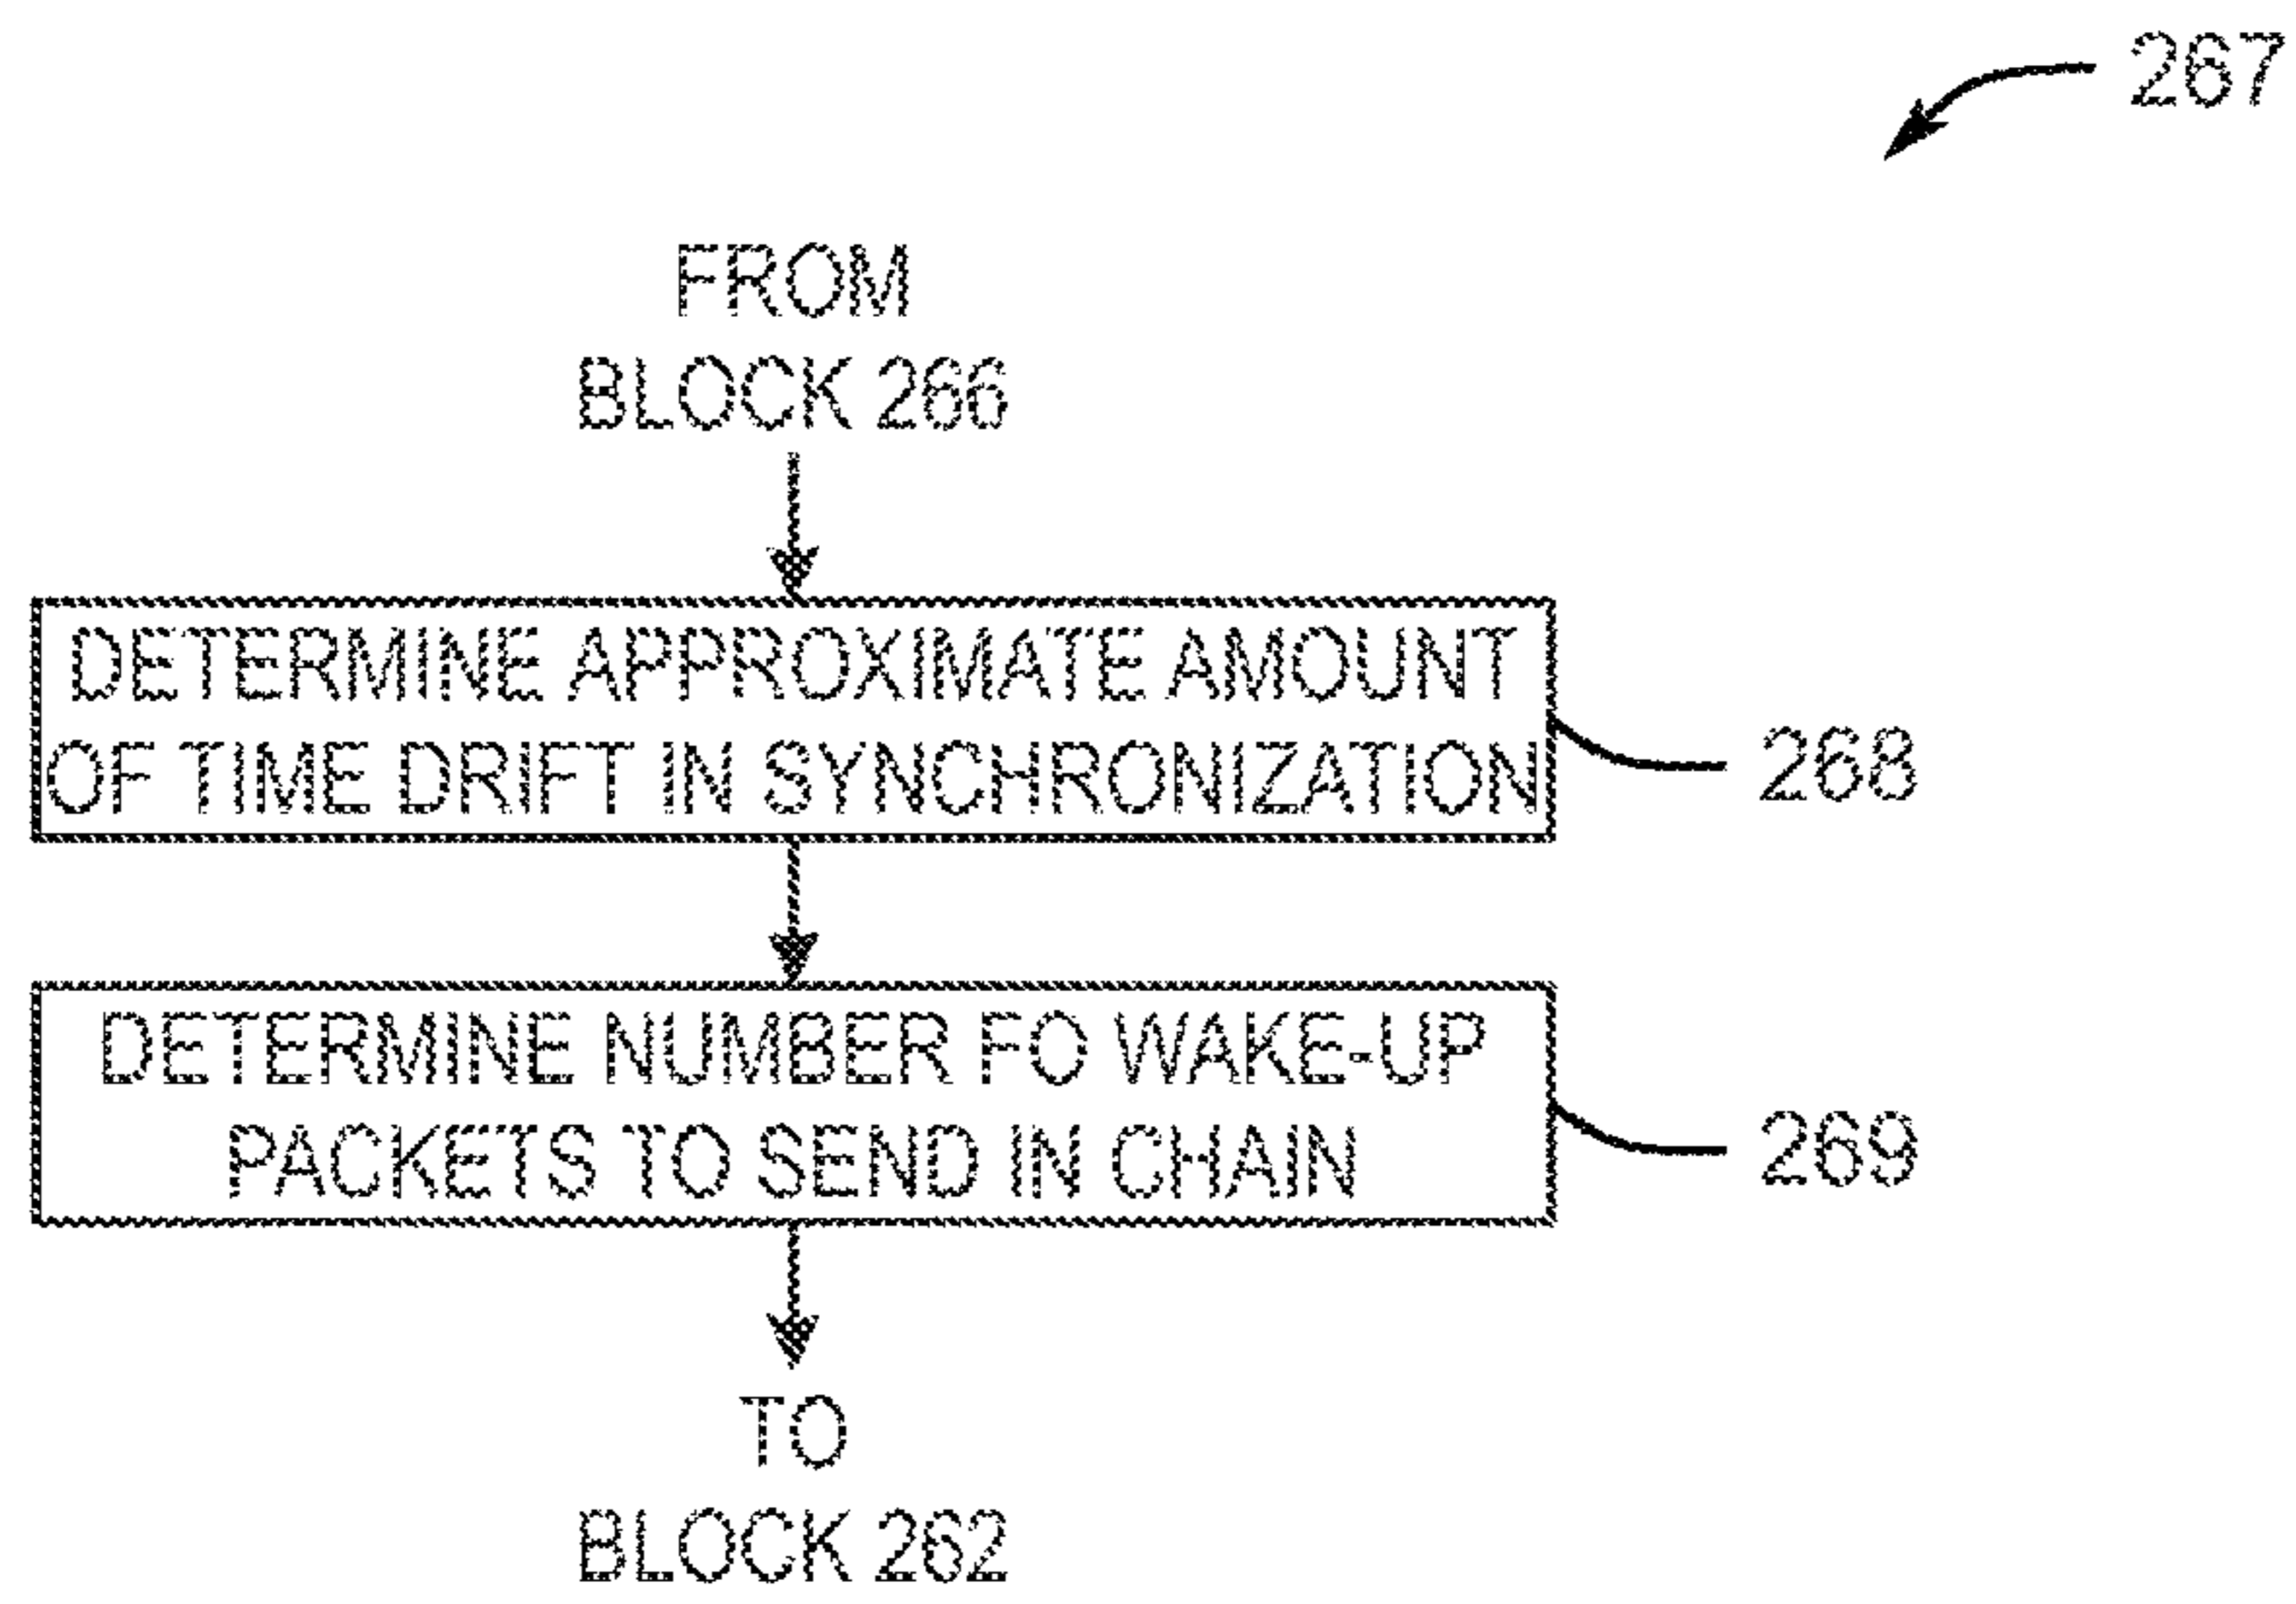 267
FROM
BLOCK 266
DETERMINE APPROXIMATE AMOUNT
OF TIME DRIFT IN SYNCHRONIZATION
268
DETERMINE NUMBER FO WAKE-UP
PACKETS TO SEND IN CHAIN
269
TO
BLOCK 262